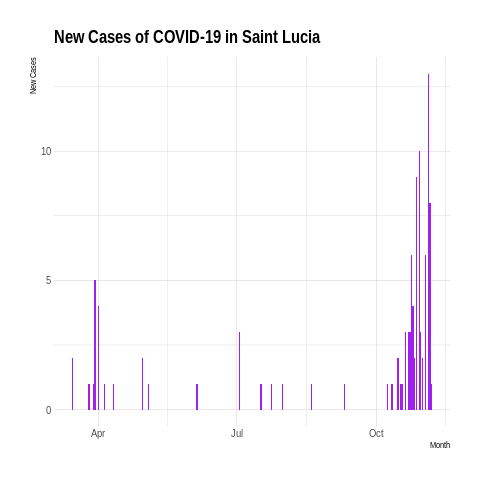 New Cases of COVID-19 in Saint Lucia
New Cases
10
5
0
Apr
Jul
Oct
Month